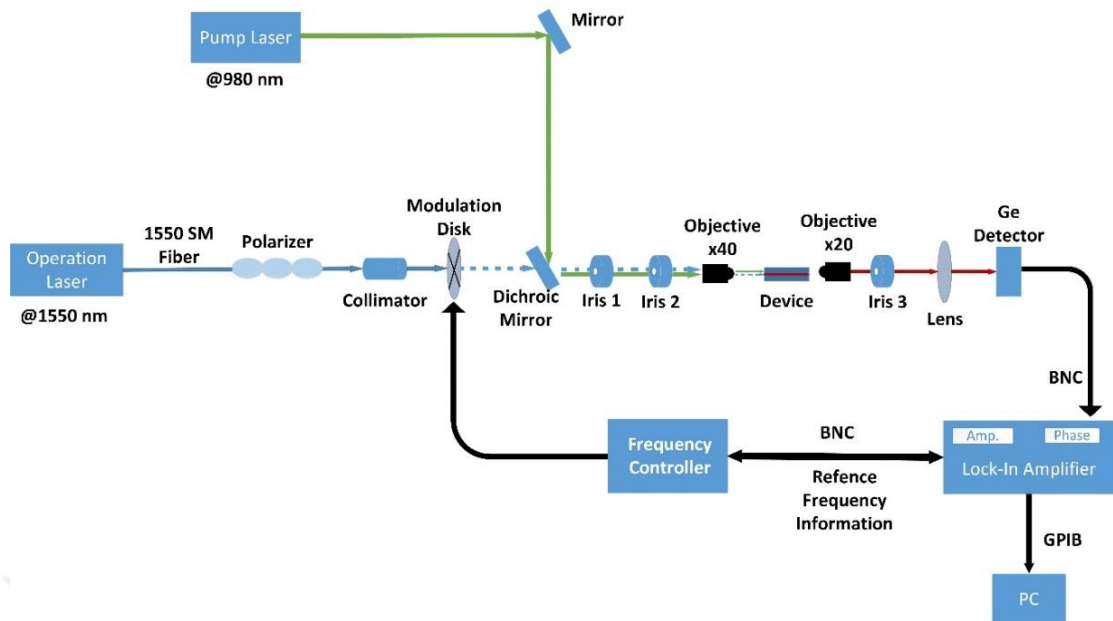 Mirror
Pump Laser
@980 nm
Modulation
Disk
1550 SM
Fiber
Polarizer
Operation
Laser
@1550 nm
Collimator
Dichroic
Mirror
Iris 1
Iris 2
Objective
x40
Device
Objective
x20
Iris 3
Lens
Ge
Detector
BNC
Frequency
Controller
BNC
Refence
Frequency
Information
Amp.
Phase
Lock-In Amplifier
GPIB
PC